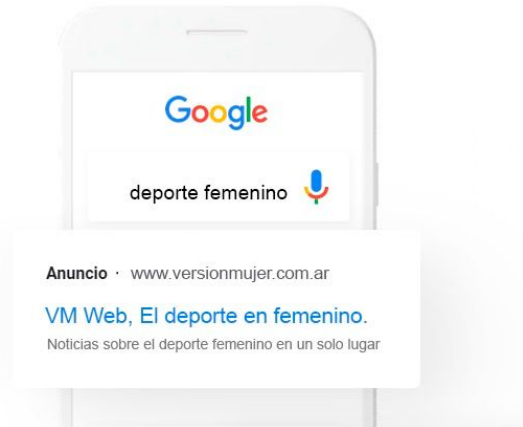 Google
deporte femenino
Anuncio · www.versionmujer.com.ar
VM Web, El deporte en femenino.
Noticias sobre el deporte femenino en un solo lugar